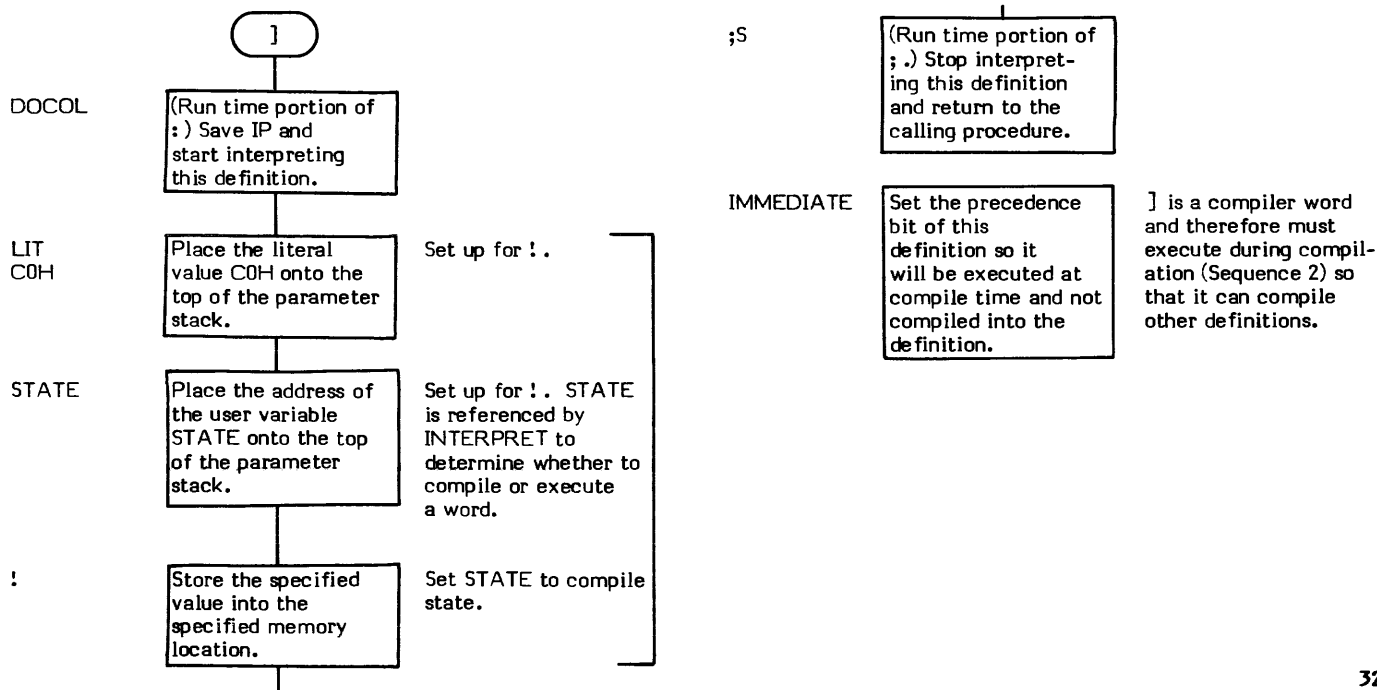 ]
DOCOL
(Run time portion of
: ) Save IP and
start interpreting
this definition.
LIT
C0H
Place the literal
value C0H onto the
top of the parameter
stack.
Set up for !.
STATE
Place the address of
the user variable
STATE onto the top
of the parameter
stack.
Set up for !. STATE
is referenced by
INTERPRET to
determine whether to
compile or execute
a word.
!
Store the specified
value into the
specified memory
location.
Set STATE to compile
state.
;S
(Run time portion of
; .) Stop interpret-
ing this definition
and return to the
calling procedure.
IMMEDIATE
Set the precedence
bit of this
definition so it
will be executed at
compile time and not
compiled into the
definition.
] is a compiler word
and therefore must
execute during compil-
ation (Sequence 2) so
that it can compile
other definitions.
32